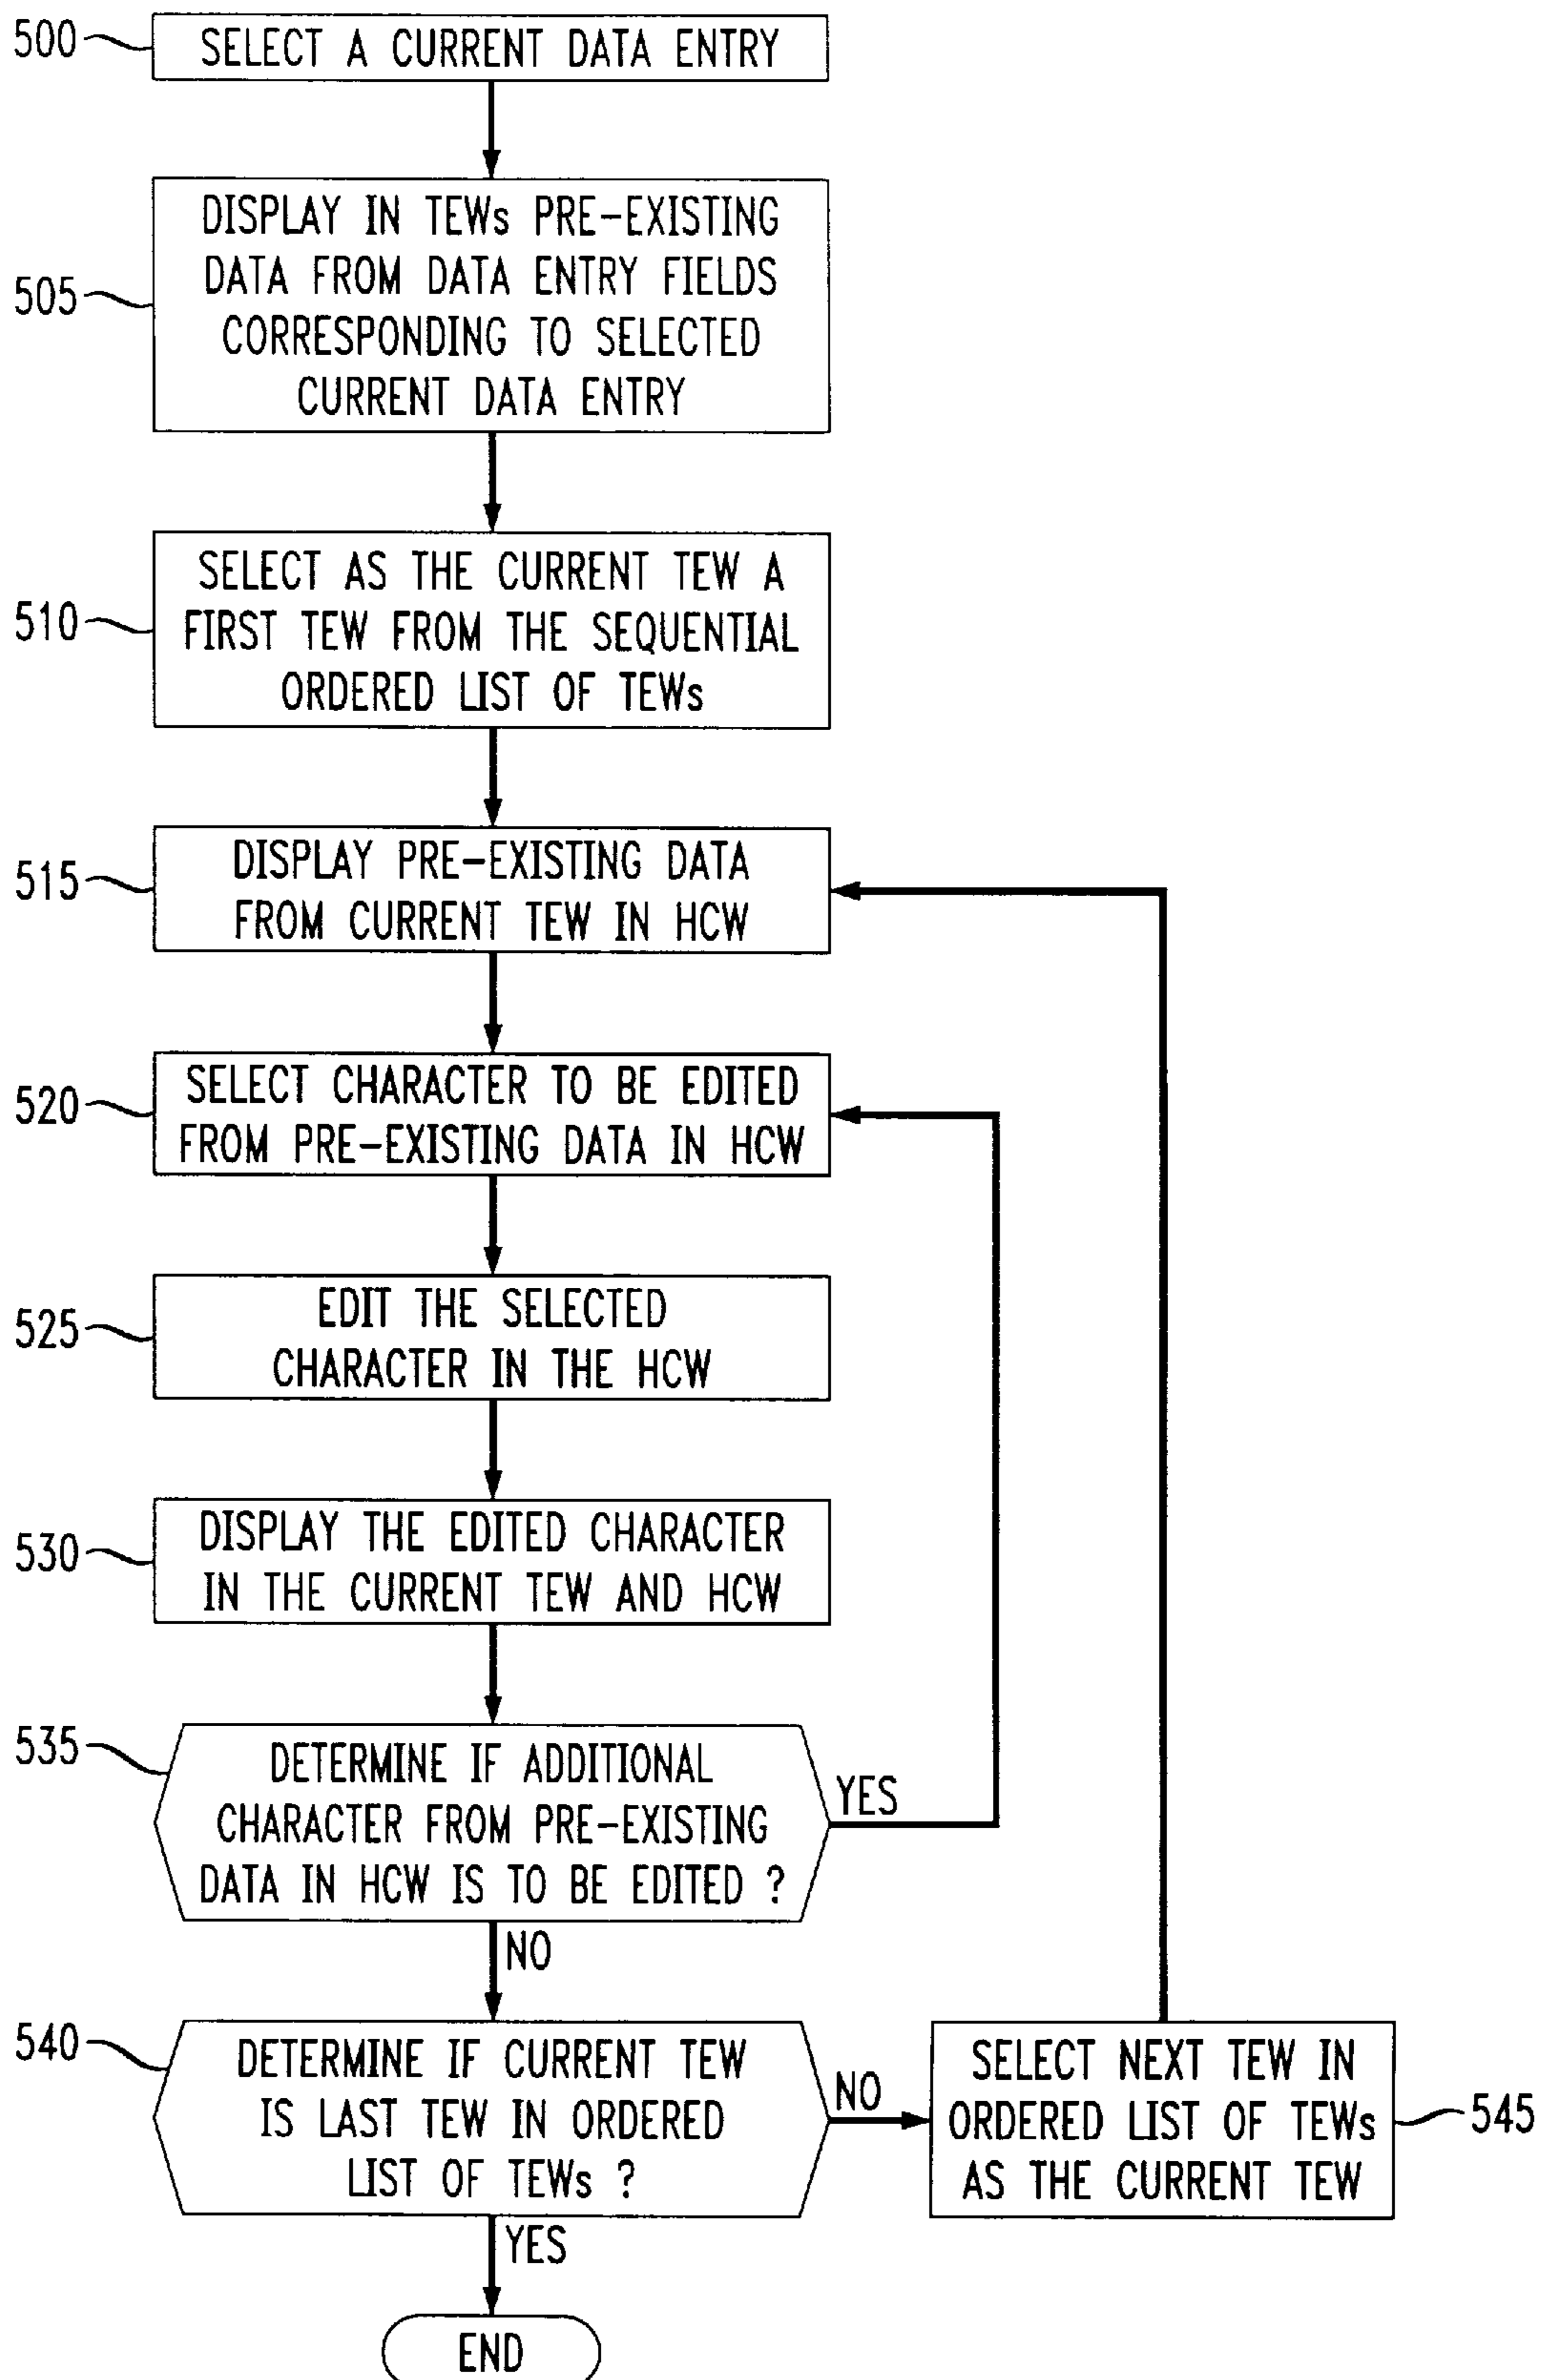 500
SELECT A CURRENT DATA ENTRY
505
DISPLAY IN TEWs PRE-EXISTING
DATA FROM DATA ENTRY FIELDS
CORRESPONDING TO SELECTED
CURRENT DATA ENTRY
510
SELECT AS THE CURRENT TEW A
FIRST TEW FROM THE SEQUENTIAL
ORDERED LIST OF TEWs
515
DISPLAY PRE-EXISTING DATA
FROM CURRENT TEW IN HCW
520
SELECT CHARACTER TO BE EDITED
FROM PRE-EXISTING DATA IN HCW
525
EDIT THE SELECTED
CHARACTER IN THE HCW
530
DISPLAY THE EDITED CHARACTER
IN THE CURRENT TEW AND HCW
535
DETERMINE IF ADDITIONAL
CHARACTER FROM PRE-EXISTING
DATA IN HCW IS TO BE EDITED ?
YES
NO
540
DETERMINE IF CURRENT TEW
IS LAST TEW IN ORDERED
LIST OF TEWs ?
NO
SELECT NEXT TEW IN
ORDERED LIST OF TEWs
AS THE CURRENT TEW
545
YES
END